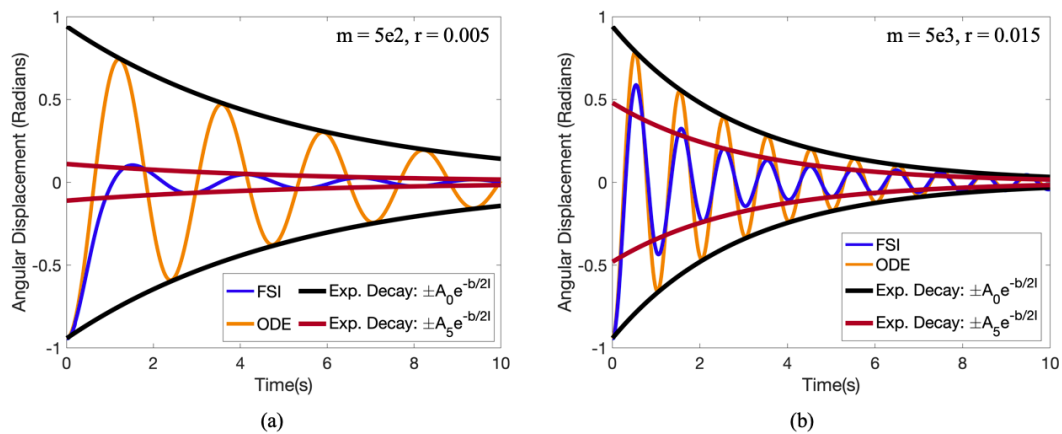 m = 5e2, r = 0.005
Angular Displacement (Radians)
1
0.5
0
-0.5
-1
FSI
ODE
Exp. Decay: ±A₀e⁻ᵇ/²ᴵ
Exp. Decay: ±A₅e⁻ᵇ/²ᴵ
0 2 4 6 8 10
Time(s)
(a)
m = 5e3, r = 0.015
Angular Displacement (Radians)
1
0.5
0
-0.5
-1
FSI
ODE
Exp. Decay: ±A₀e⁻ᵇ/²ᴵ
Exp. Decay: ±A₅e⁻ᵇ/²ᴵ
0 2 4 6 8 10
Time(s)
(b)